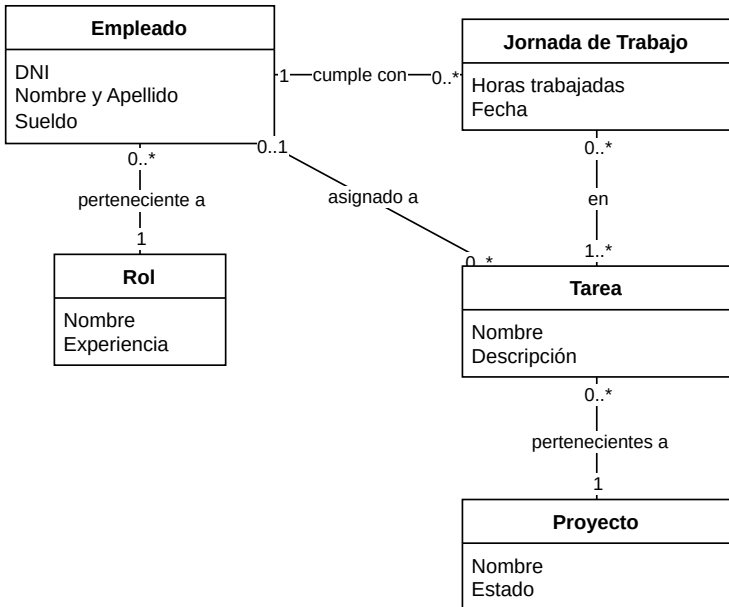 Empleado
DNI
Nombre y Apellido
Sueldo
1
cumple con
0..*
Jornada de Trabajo
Horas trabajadas
Fecha
0..*
perteneciente a
1
0..1
asignado a
0..*
0..*
en
1..*
Rol
Nombre
Experiencia
Tarea
Nombre
Descripción
0..*
pertenecientes a
1
Proyecto
Nombre
Estado